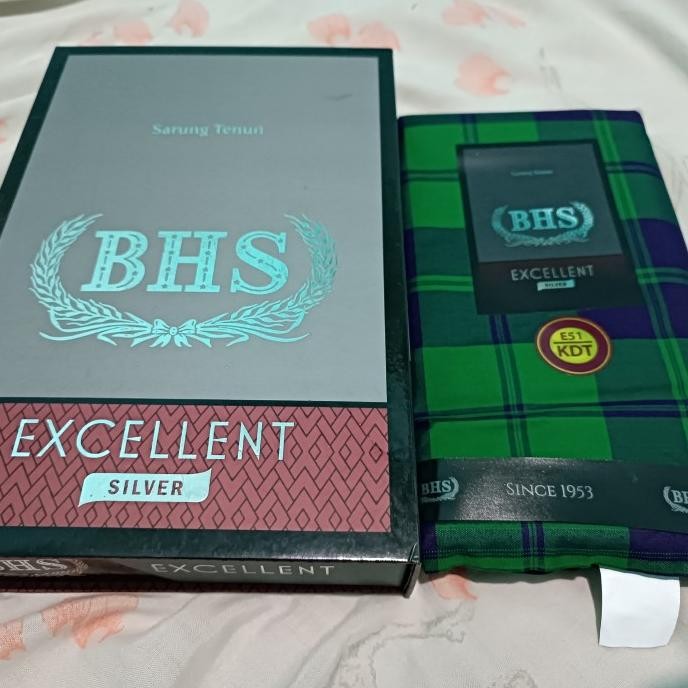 Sarung Tenun
BHS
EXCELLENT
SILVER
BHS
EXCELLENT
BHS
EXCELLENT
SILVER
E51
KDT
BHS
SINCE 1953